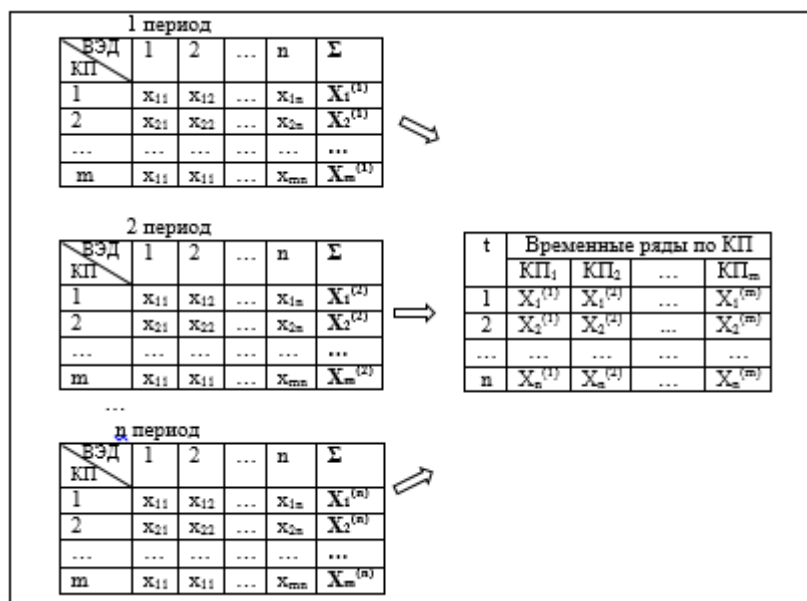 1 период
ВЭД КП 1 2 … n Σ
1 x₁₁ x₁₂ … x₁ₙ X₁⁽¹⁾
2 x₂₁ x₂₂ … x₂ₙ X₂⁽¹⁾
… … … … … …
m x₁₁ x₁₁ … xₘₙ Xₘ⁽¹⁾
2 период
ВЭД КП 1 2 … n Σ
1 x₁₁ x₁₂ … x₁ₙ X₁⁽²⁾
2 x₂₁ x₂₂ … x₂ₙ X₂⁽²⁾
… … … … … …
m x₁₁ x₁₁ … xₘₙ Xₘ⁽²⁾
…
n период
ВЭД КП 1 2 … n Σ
1 x₁₁ x₁₂ … x₁ₙ X₁⁽ⁿ⁾
2 x₂₁ x₂₂ … x₂ₙ X₂⁽ⁿ⁾
… … … … … …
m x₁₁ x₁₁ … xₘₙ Xₘ⁽ⁿ⁾
t Временные ряды по КП
КП₁ КП₂ … КПₘ
1 X₁⁽¹⁾ X₁⁽²⁾ … X₁⁽ᵐ⁾
2 X₂⁽¹⁾ X₂⁽²⁾ … X₂⁽ᵐ⁾
… … … … …
n Xₙ⁽¹⁾ Xₙ⁽²⁾ … Xₙ⁽ᵐ⁾